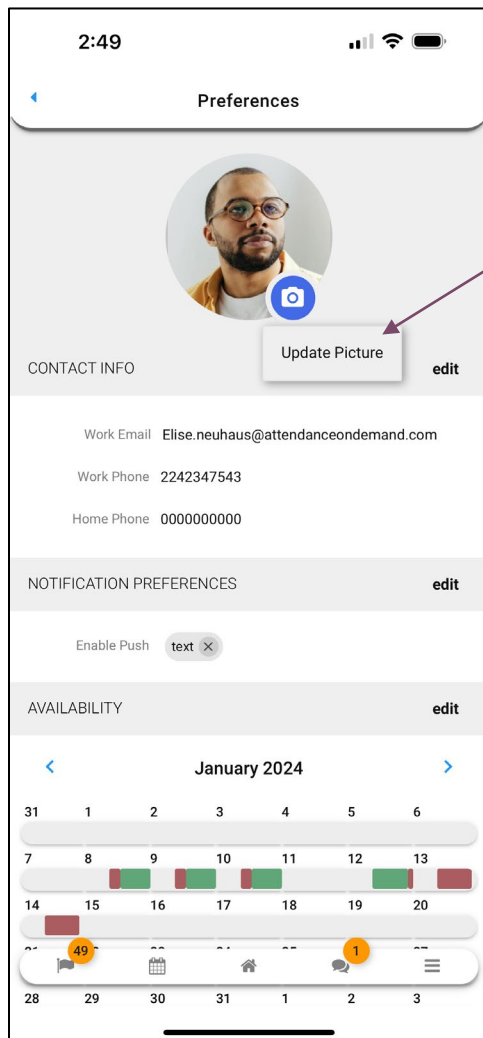 2:49
Preferences
Update Picture
CONTACT INFO edit
Work Email Elise.neuhaus@attendanceondemand.com
Work Phone 2242347543
Home Phone 0000000000
NOTIFICATION PREFERENCES edit
Enable Push text
AVAILABILITY edit
January 2024
31 1 2 3 4 5 6
7 8 9 10 11 12 13
14 15 16 17 18 19 20
49 1
28 29 30 31 1 2 3